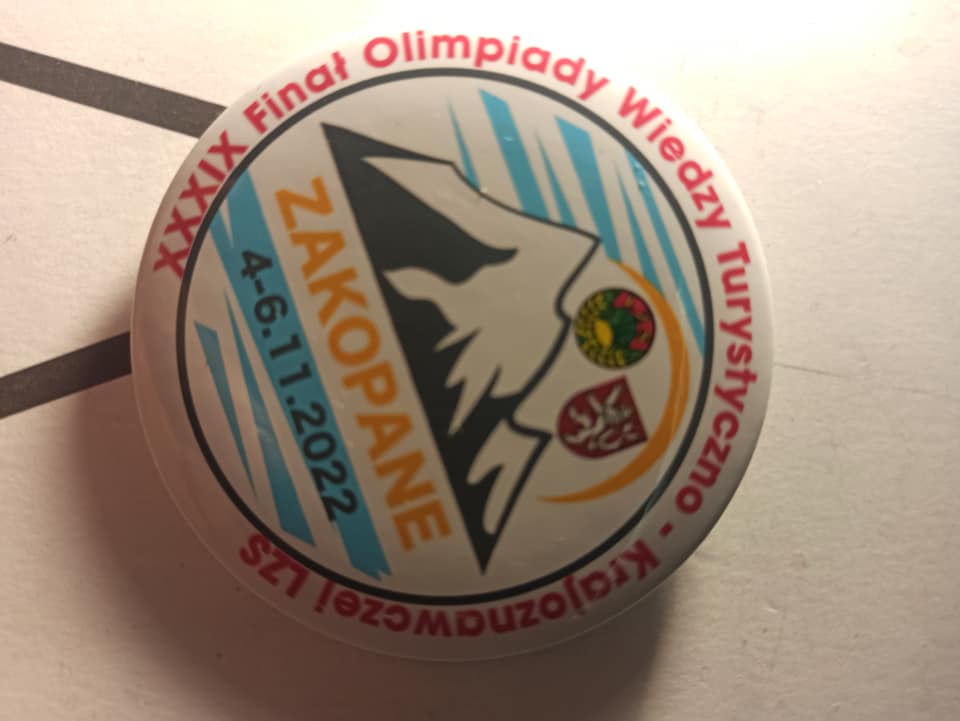 XXXIX Finał Olimpiady Wiedzy Turystyczno - Krajoznawczej LZS
ZAKOPANE
4-6.11.2022